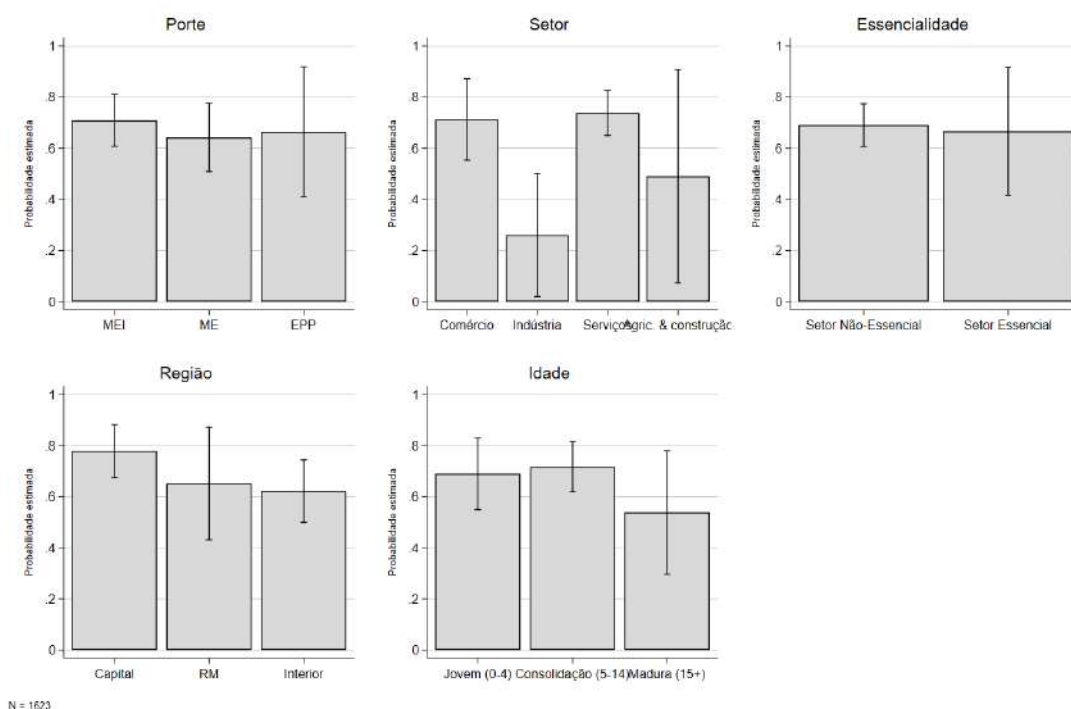 Porte
Probabilidade estimada
1
.8
.6
.4
.2
0
MEI ME EPP
Setor
Probabilidade estimada
1
.8
.6
.4
.2
0
Comércio Indústria Serviços Agric. & construção
Essencialidade
Probabilidade estimada
1
.8
.6
.4
.2
0
Setor Não-Essencial Setor Essencial
Região
Probabilidade estimada
1
.8
.6
.4
.2
0
Capital RM Interior
Idade
Probabilidade estimada
1
.8
.6
.4
.2
0
Jovem (0-4) Consolidação (5-14) Madura (15+)
N = 1623